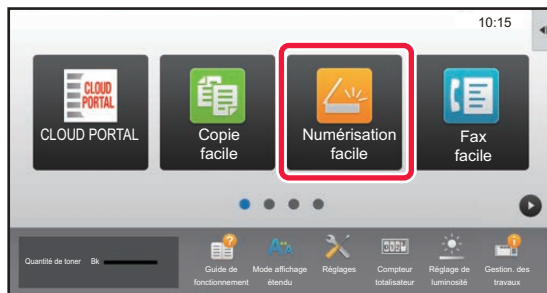 10:15
CLOUD
PORTAL
CLOUD PORTAL
Copie
facile
Numérisation
facile
Fax
facile
Quantité de toner Bk
Guide de
fonctionnement
Mode affichage
étendu
Réglages
Compteur
totalisateur
Réglage de
luminosité
Gestion. des
travaux